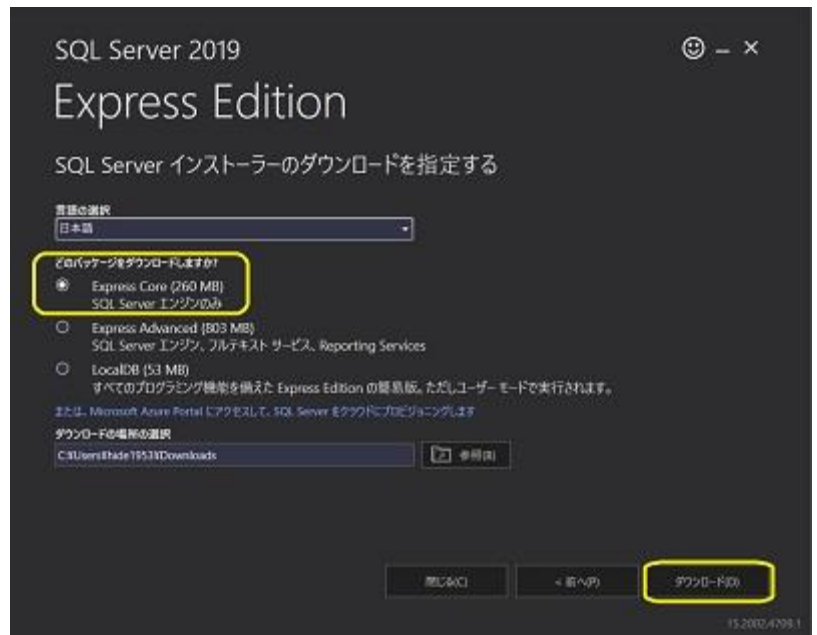 SQL Server 2019
Express Edition
SQL Server インストーラーのダウンロードを指定する
言語の選択
日本語
どのパッケージをダウンロードしますか?
Express Core (260 MB)
SQL Server エンジンのみ
Express Advanced (803 MB)
SQL Server エンジン、フルテキスト サービス、Reporting Services
LocalDB (53 MB)
すべてのプログラミング機能を備えた Express Edition の簡易版。ただしユーザー モードで実行されます。
または、Microsoft Azure Portal にアクセスして、SQL Server をクラウドにプロビジョニングします
ダウンロードの場所の選択
C:¥Users¥hide1953¥Downloads
参照(B)
閉じる(C)
< 前へ(P)
ダウンロード(D)
15.2002.4709.1